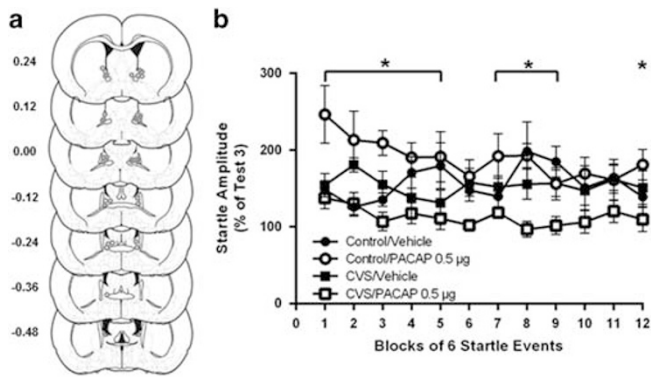 a
0.24
0.12
0.00
-0.12
-0.24
-0.36
-0.48
b
* * *
300
200
100
0
Startle Amplitude
(% of Test 3)
Control/Vehicle
Control/PACAP 0.5 μg
CVS/Vehicle
CVS/PACAP 0.5 μg
0 1 2 3 4 5 6 7 8 9 10 11 12
Blocks of 6 Startle Events